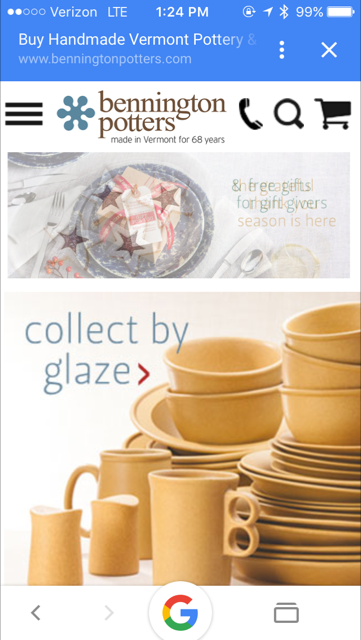 Verizon LTE 1:24 PM 99%
Buy Handmade Vermont Pottery &
www.benningtonpotters.com
bennington
potters
made in Vermont for 68 years
& free gifts
for gift givers
season is here
collect by
glaze >
G